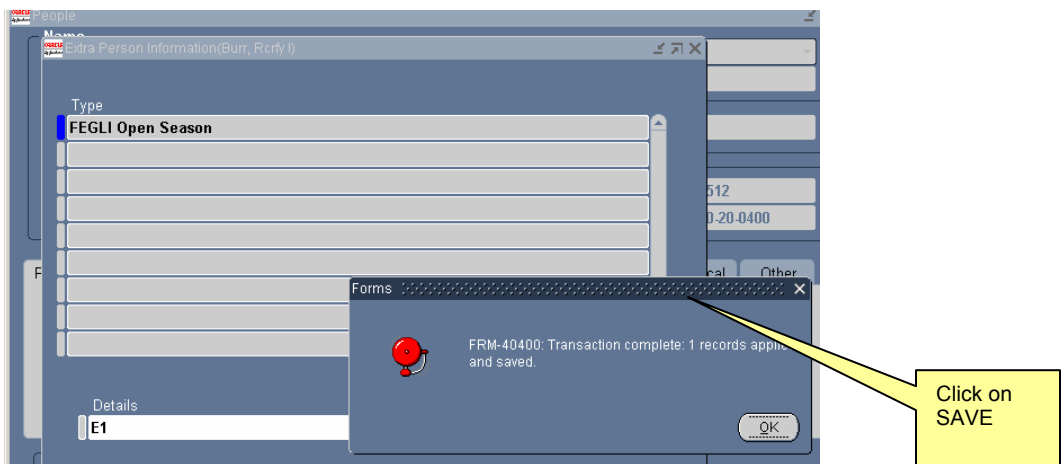 People
Name
Extra Person Information(Burr, Rcrfy I)
Type
FEGLI Open Season
512
0-20-0400
F
cal
Other
Forms
FRM-40400: Transaction complete: 1 records applie
and saved.
Click on
SAVE
Details
E1
OK